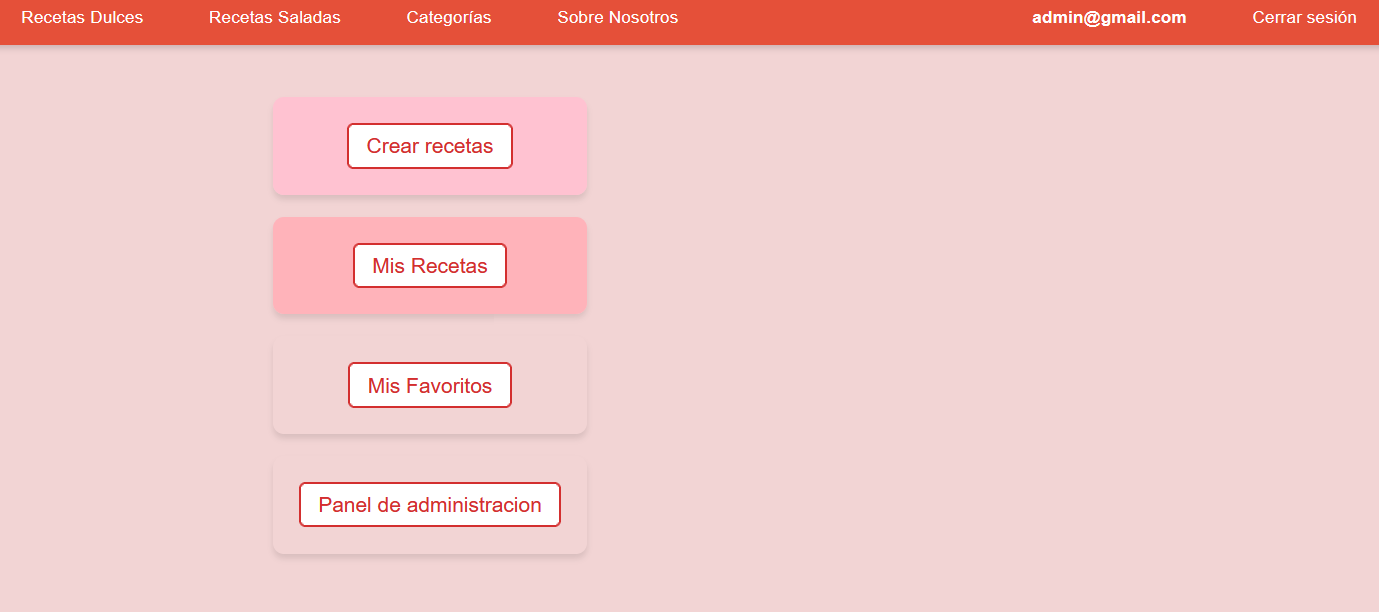 Recetas Dulces Recetas Saladas Categorías Sobre Nosotros admin@gmail.com Cerrar sesión
Crear recetas
Mis Recetas
Mis Favoritos
Panel de administracion